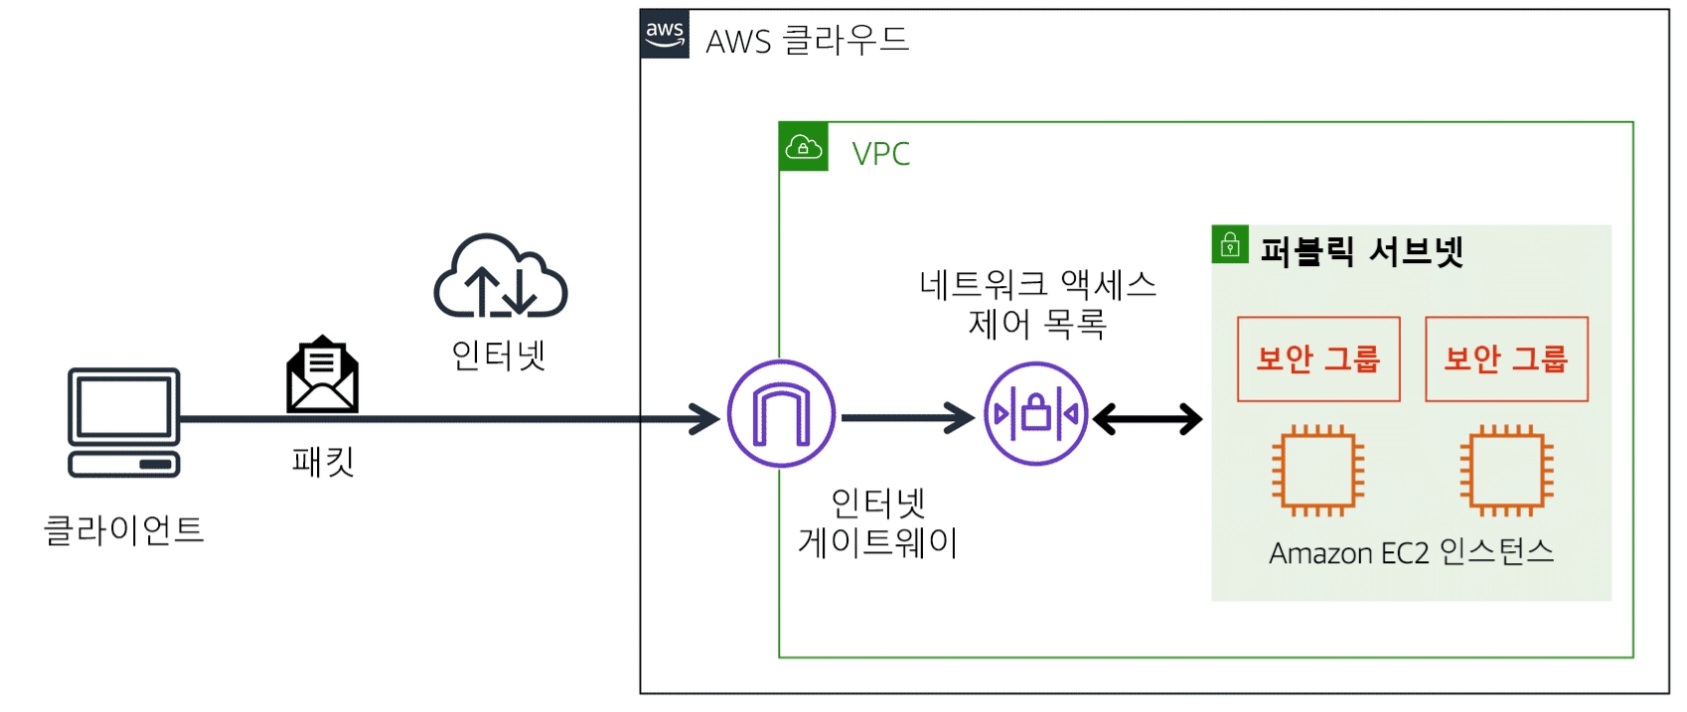 aws
AWS 클라우드
VPC
퍼블릭 서브넷
네트워크 액세스
제어 목록
보안 그룹
보안 그룹
인터넷
패킷
클라이언트
인터넷
게이트웨이
Amazon EC2 인스턴스